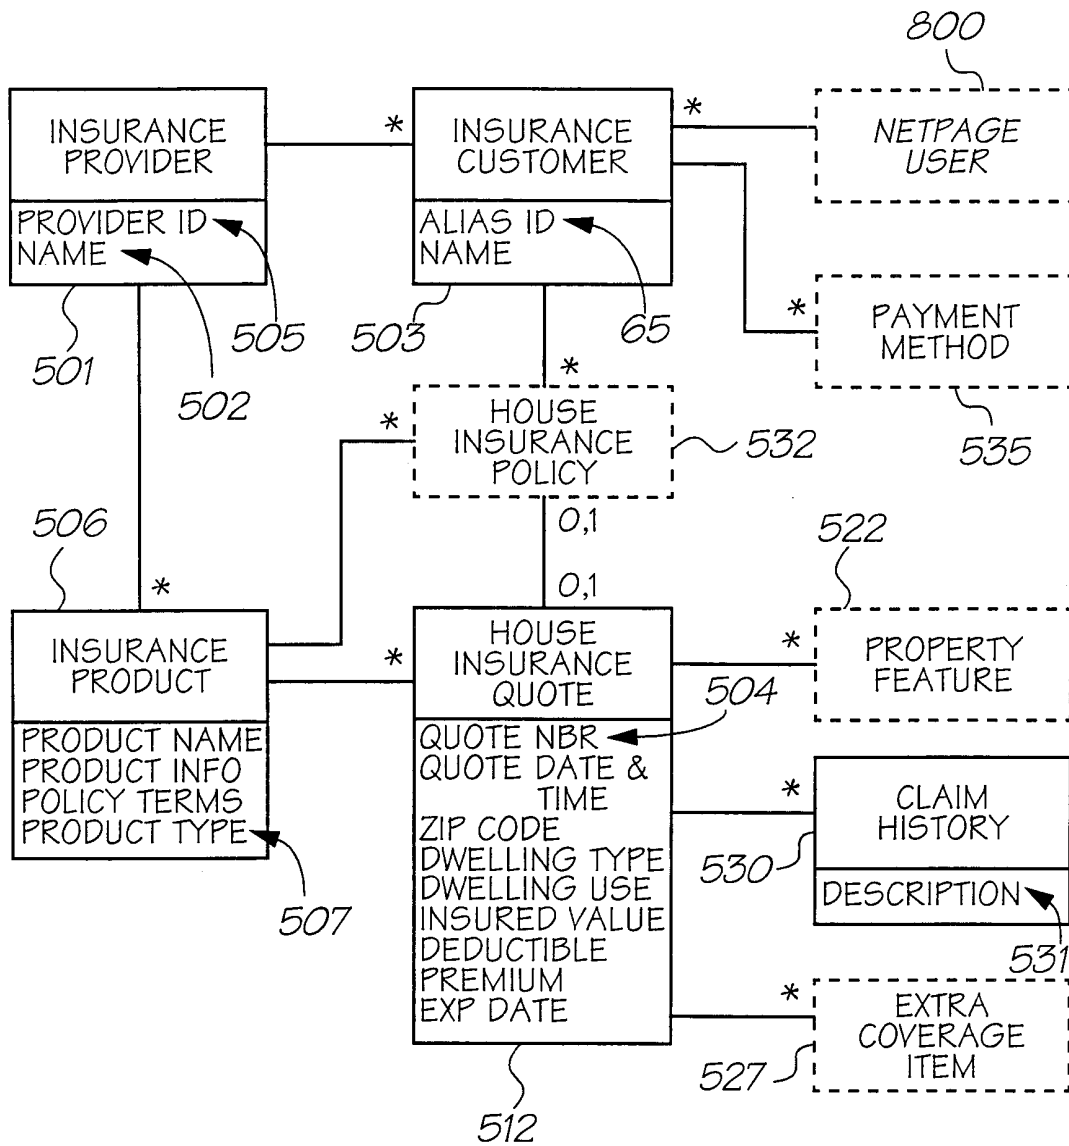 800
INSURANCE
PROVIDER
*
INSURANCE
CUSTOMER
*
NETPAGE
USER
PROVIDER ID
NAME
ALIAS ID
NAME
501
505
502
503
65
*
PAYMENT
METHOD
535
*
*
HOUSE
INSURANCE
POLICY
532
0,1
506
522
*
0,1
INSURANCE
PRODUCT
*
HOUSE
INSURANCE
QUOTE
*
PROPERTY
FEATURE
504
PRODUCT NAME
PRODUCT INFO
POLICY TERMS
PRODUCT TYPE
507
QUOTE NBR
QUOTE DATE &
TIME
ZIP CODE
DWELLING TYPE
DWELLING USE
INSURED VALUE
DEDUCTIBLE
PREMIUM
EXP DATE
512
*
CLAIM
HISTORY
530
DESCRIPTION
531
*
EXTRA
COVERAGE
ITEM
527